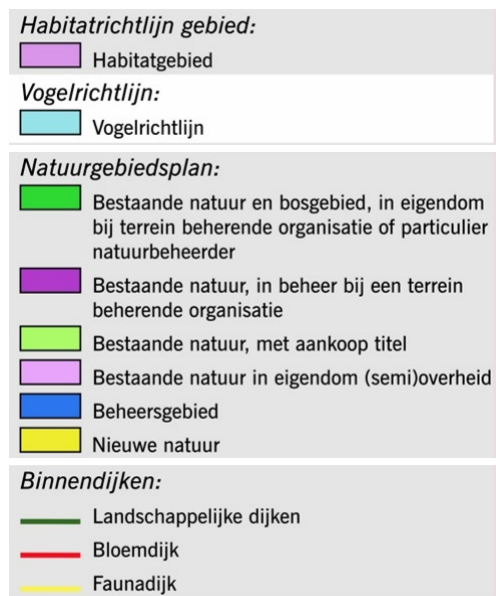 Habitatrichtlijn gebied:
Habitatgebied
Vogelrichtlijn:
Vogelrichtlijn
Natuurgebiedsplan:
Bestaande natuur en bosgebied, in eigendom
bij terrein beherende organisatie of particulier
natuurbeheerder
Bestaande natuur, in beheer bij een terrein
beherende organisatie
Bestaande natuur, met aankoop titel
Bestaande natuur in eigendom (semi)overheid
Beheersgebied
Nieuwe natuur
Binnendijken:
Landschappelijke dijken
Bloemdijk
Faunadijk